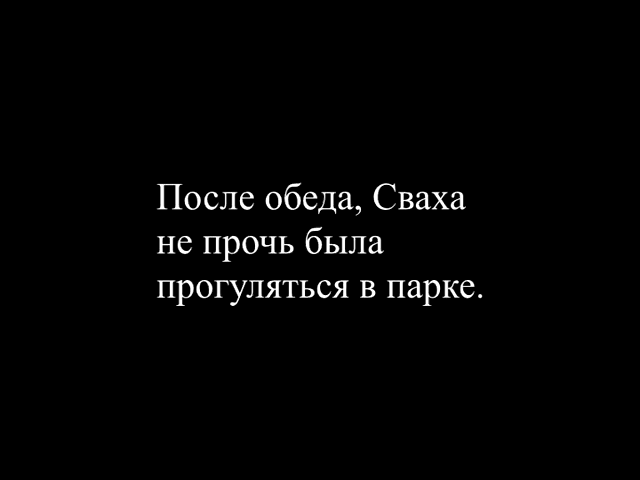 После обеда, Сваха
не прочь была
прогуляться в парке.